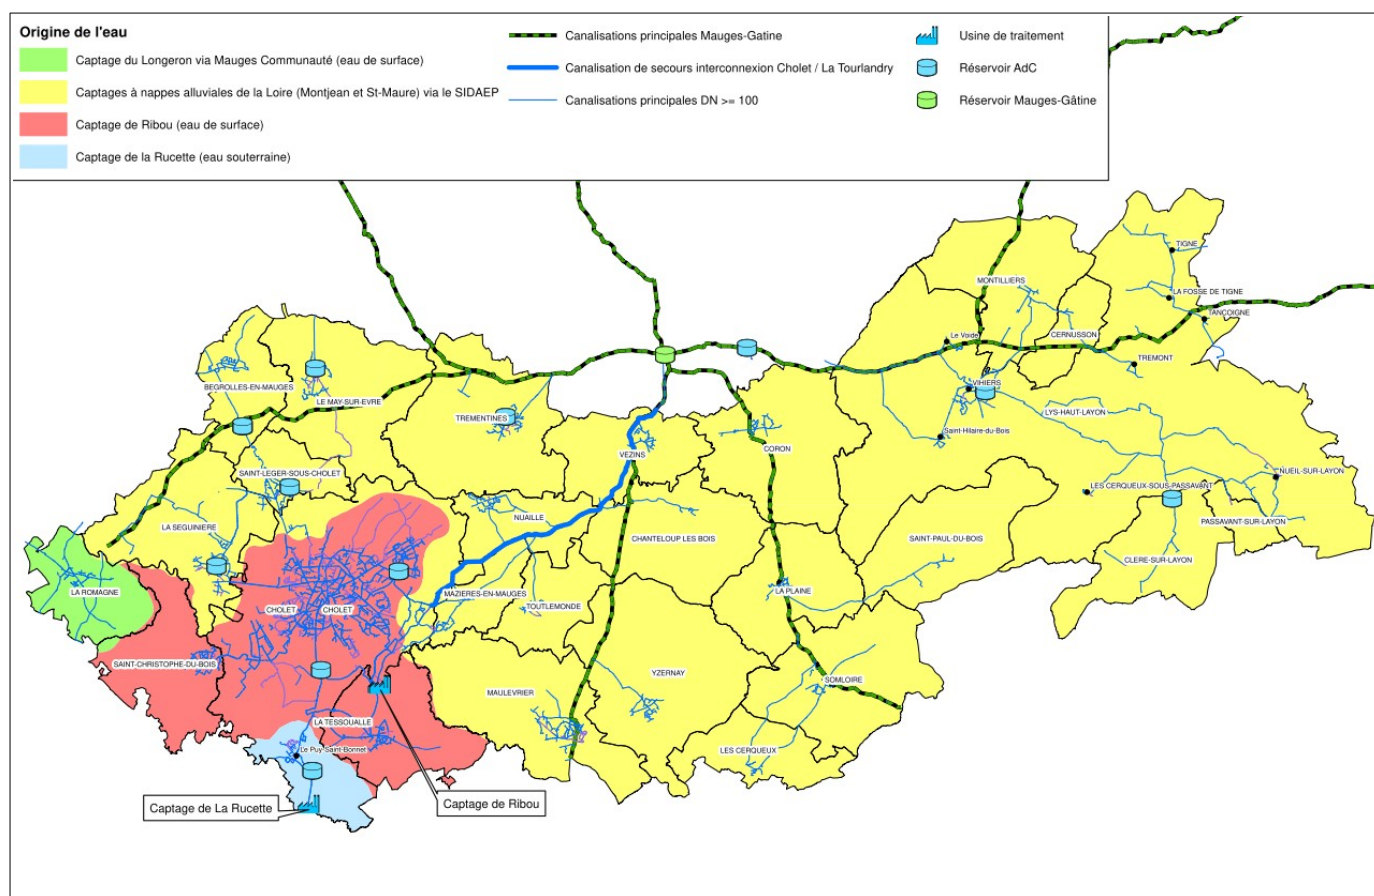 Origine de l'eau
Captage du Longeron via Mauges Communauté (eau de surface)
Captages à nappes alluviales de la Loire (Montjean et St-Maure) via le SIDAEP
Captage de Ribou (eau de surface)
Captage de la Rucette (eau souterraine)
Canalisations principales Mauges-Gatine
Canalisation de secours interconnexion Cholet / La Tourlandry
Canalisations principales DN >= 100
Usine de traitement
Réservoir AdC
Réservoir Mauges-Gâtine
TIGNE
MONTILLIERS
LA FOSSE DE TIGNE
TANCOIGNE
Le Voide
CERNUSSON
TREMONT
BEGROLLES-EN-MAUGES
LE MAY-SUR-EVRE
VIHIERS
TREMENTINES
LYS-HAUT-LAYON
Saint-Hilaire-du-Bois
VEZINS
CORON
SAINT-LEGER-SOUS-CHOLET
NUEIL-SUR-LAYON
LES CERQUEUX-SOUS-PASSAVANT
NUAILLE
PASSAVANT-SUR-LAYON
LA SEGUINIERE
CHANTELOUP LES BOIS
SAINT-PAUL-DU-BOIS
CLERE-SUR-LAYON
LA ROMAGNE
MAZIERES-EN-MAUGES
LA PLAINE
CHOLET
CHOLET
TOUTLEMONDE
SAINT-CHRISTOPHE-DU-BOIS
YZERNAY
SOMLOIRE
MAULEVRIER
LA TESSOUALLE
Le Puy-Saint-Bonnet
LES CERQUEUX
Captage de La Rucette
Captage de Ribou